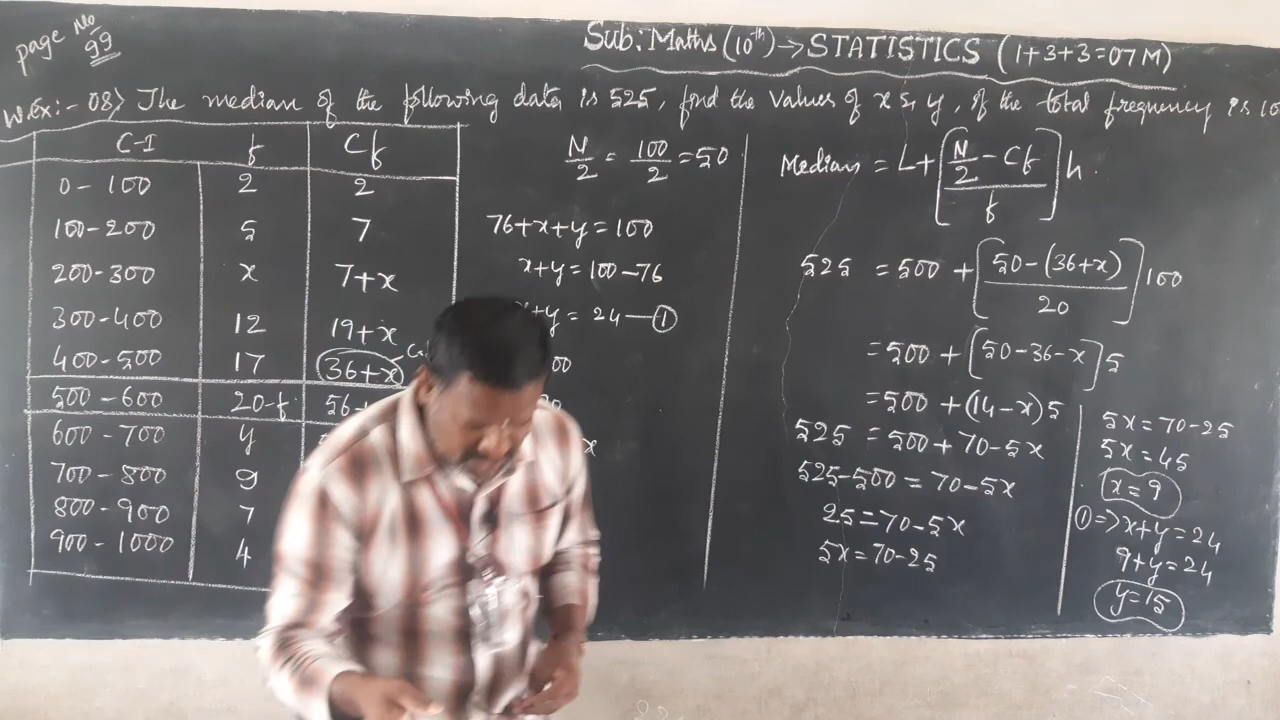 page No 99
Sub: Maths (10th) → STATISTICS (1+3+3=07M)
W.Ex:- 08) The median of the following data is 525, find the values of x & y, if the total frequency is 10
C-I f Cf
0-100 2 2
100-200 5 7
200-300 x 7+x
300-400 12 19+x
400-500 17 36+x
500-600 20-f 56+
600-700 y
700-800 9
800-900 7
900-1000 4
N/2 = 100/2 = 50
76+x+y=100
x+y=100-76
x+y = 24 — ①
00
x
Median = L + [(N/2 - Cf)/f] h.
525 = 500 + [(50-(36+x))/20] 100
= 500 + [50-36-x] 5
= 500 + (14-x)5
525 = 500 + 70-5x
525-500 = 70-5x
25 = 70-5x
5x = 70-25
5x = 70-25
5x = 45
x = 9
① => x+y = 24
9+y = 24
y = 15